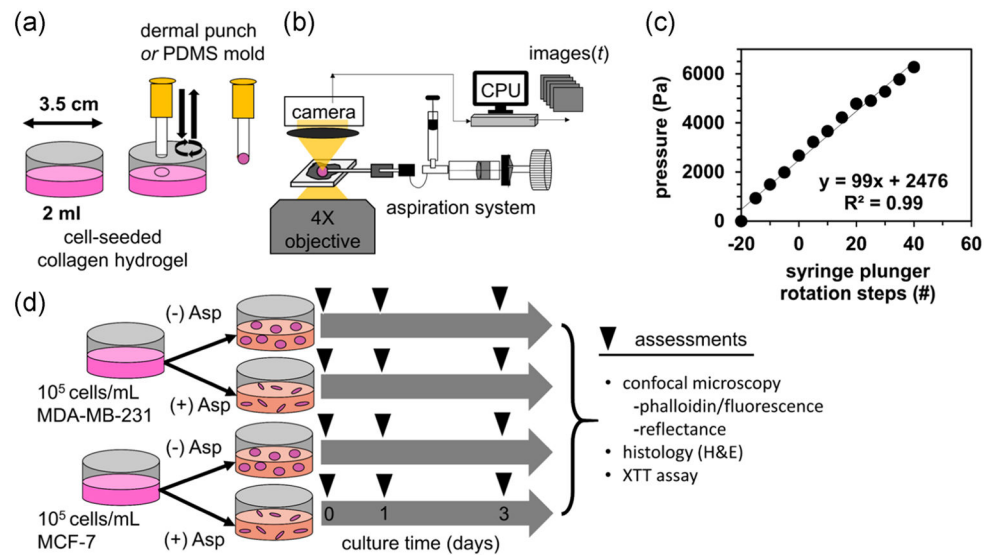 (a)
dermal punch
or PDMS mold
3.5 cm
2 ml
cell-seeded
collagen hydrogel
(b)
images(t)
CPU
camera
aspiration system
4X
objective
(c)
pressure (Pa)
6000
4000
2000
0
-20
0
20
40
60
y = 99x + 2476
R² = 0.99
syringe plunger
rotation steps (#)
(d)
(-) Asp
10⁵ cells/mL
MDA-MB-231
(+) Asp
(-) Asp
10⁵ cells/mL
MCF-7
(+) Asp
0
1
3
culture time (days)
assessments
• confocal microscopy
-phalloidin/fluorescence
-reflectance
• histology (H&E)
• XTT assay